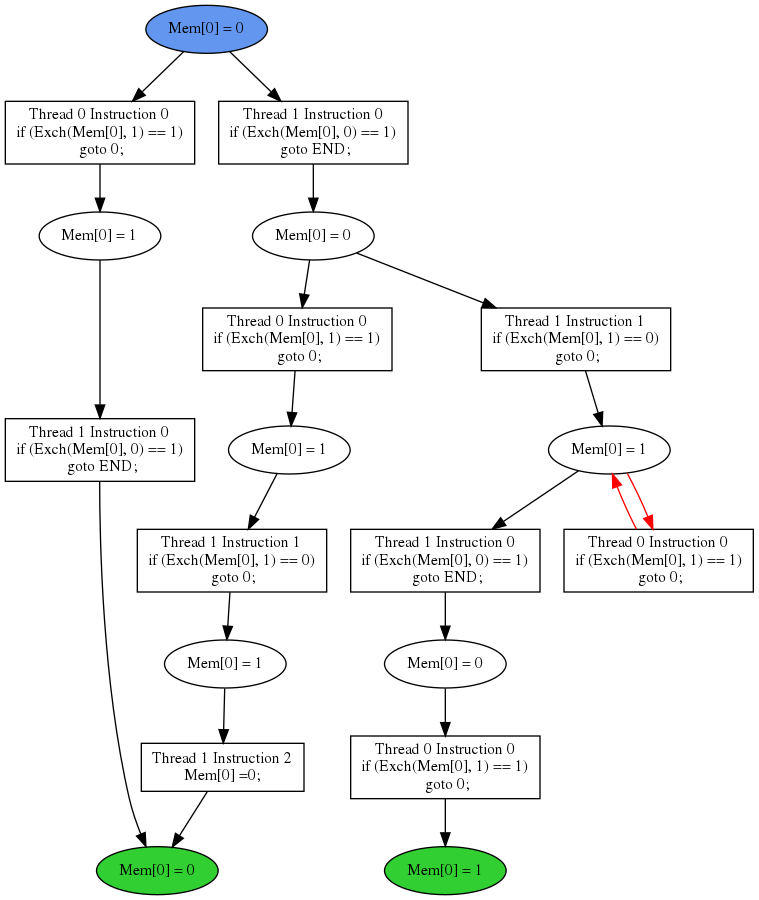 Mem[0] = 0
Thread 0 Instruction 0
if (Exch(Mem[0], 1) == 1)
goto 0;
Thread 1 Instruction 0
if (Exch(Mem[0], 0) == 1)
goto END;
Mem[0] = 1
Mem[0] = 0
Thread 0 Instruction 0
if (Exch(Mem[0], 1) == 1)
goto 0;
Thread 1 Instruction 1
if (Exch(Mem[0], 1) == 0)
goto 0;
Thread 1 Instruction 0
if (Exch(Mem[0], 0) == 1)
goto END;
Mem[0] = 1
Mem[0] = 1
Thread 1 Instruction 1
if (Exch(Mem[0], 1) == 0)
goto 0;
Thread 1 Instruction 0
if (Exch(Mem[0], 0) == 1)
goto END;
Thread 0 Instruction 0
if (Exch(Mem[0], 1) == 1)
goto 0;
Mem[0] = 1
Mem[0] = 0
Thread 1 Instruction 2
Mem[0] =0;
Thread 0 Instruction 0
if (Exch(Mem[0], 1) == 1)
goto 0;
Mem[0] = 0
Mem[0] = 1